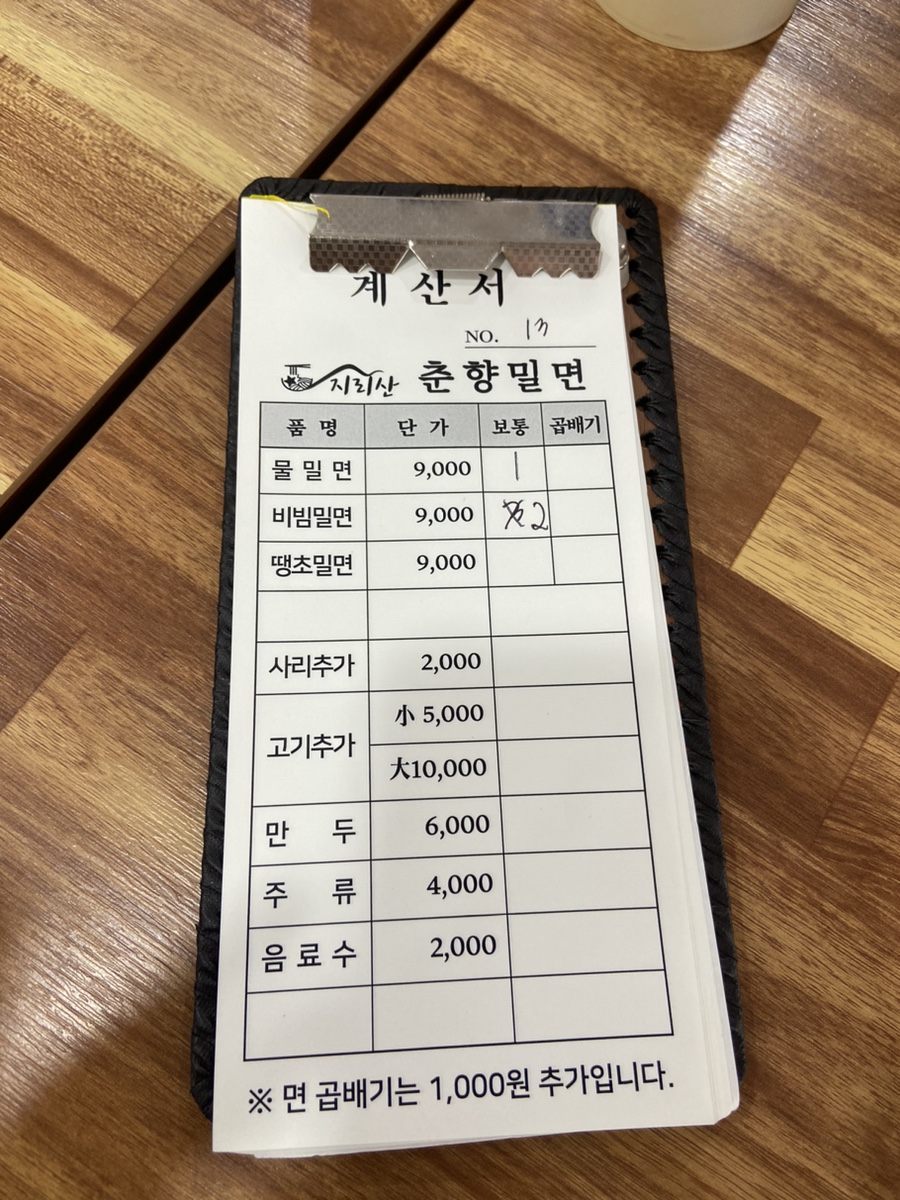 계 산 서
NO. 13
지리산 춘향밀면
품 명 단 가 보통 곱배기
물 밀 면 9,000 1
비빔밀면 9,000 2
땡초밀면 9,000
사리추가 2,000
고기추가 小 5,000
大10,000
만 두 6,000
주 류 4,000
음 료 수 2,000
※ 면 곱배기는 1,000원 추가입니다.